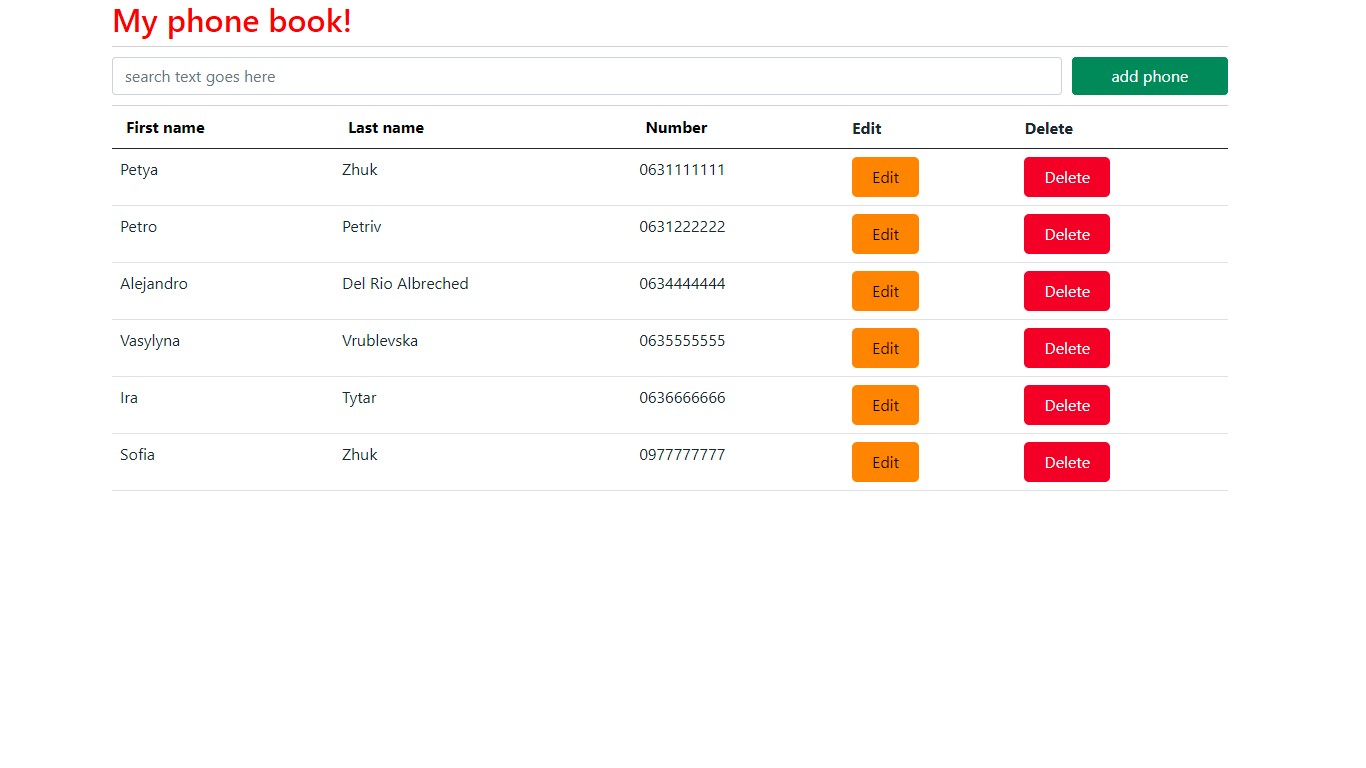 My phone book!
search text goes here add phone
First name Last name Number Edit Delete
Petya Zhuk 0631111111 Edit Delete
Petro Petriv 0631222222 Edit Delete
Alejandro Del Rio Albreched 0634444444 Edit Delete
Vasylyna Vrublevska 0635555555 Edit Delete
Ira Tytar 0636666666 Edit Delete
Sofia Zhuk 0977777777 Edit Delete